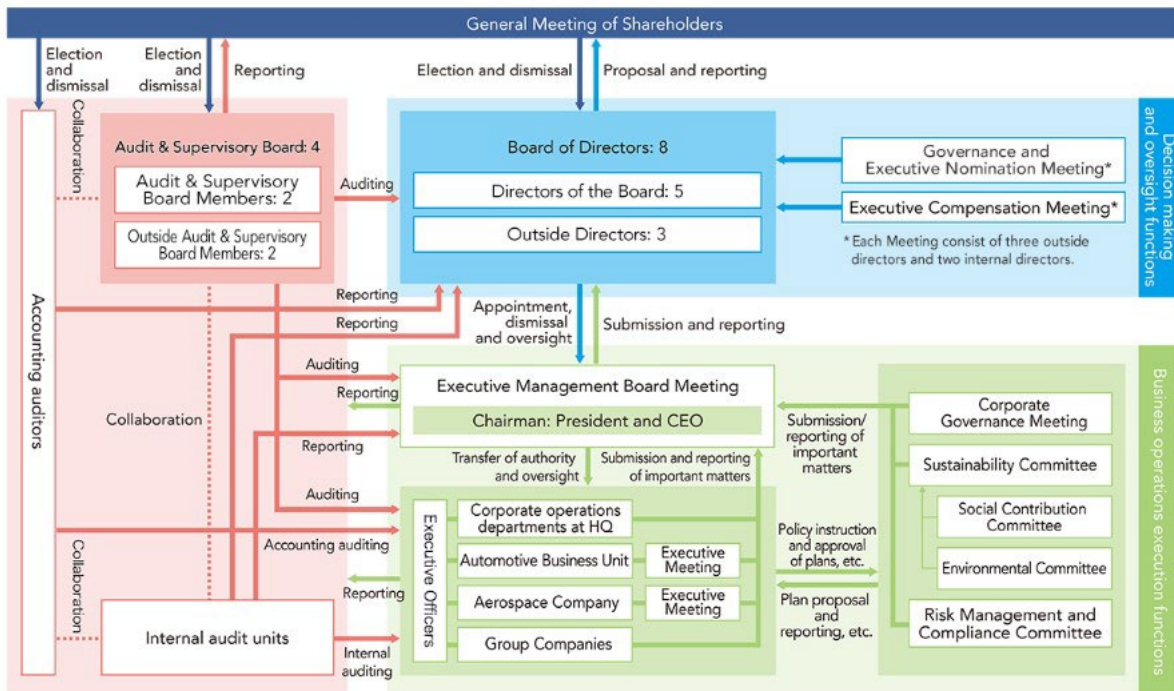 General Meeting of Shareholders
Election
and
dismissal
Election
and
dismissal
Reporting
Election and dismissal
Proposal and reporting
Collaboration
Audit & Supervisory Board: 4
Audit & Supervisory
Board Members: 2
Outside Audit & Supervisory
Board Members: 2
Auditing
Board of Directors: 8
Directors of the Board: 5
Outside Directors: 3
Governance and
Executive Nomination Meeting*
Executive Compensation Meeting*
* Each Meeting consist of three outside
directors and two internal directors.
Decision making
and oversight functions
Accounting auditors
Reporting
Reporting
Appointment,
dismissal
and oversight
Submission and reporting
Auditing
Reporting
Collaboration
Reporting
Executive Management Board Meeting
Chairman: President and CEO
Submission/
reporting of
important
matters
Corporate
Governance Meeting
Sustainability Committee
Social Contribution
Committee
Environmental Committee
Risk Management and
Compliance Committee
Business operations execution functions
Transfer of authority
and oversight
Submission and reporting
of important matters
Auditing
Accounting auditing
Reporting
Executive Officers
Corporate operations
departments at HQ
Automotive Business Unit
Executive
Meeting
Aerospace Company
Executive
Meeting
Group Companies
Policy instruction
and approval
of plans, etc.
Plan proposal
and
reporting, etc.
Collaboration
Internal audit units
Internal
auditing